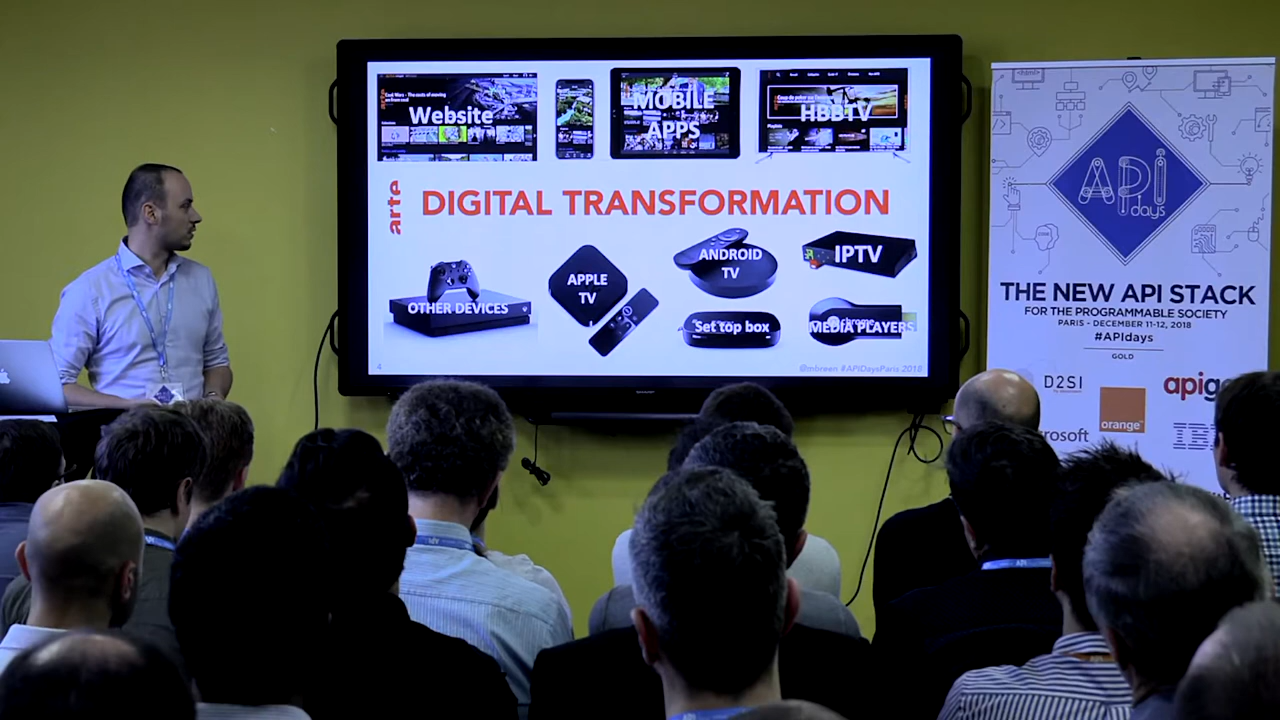 Website
MOBILE
APPS
HBBTV
arte
DIGITAL TRANSFORMATION
OTHER DEVICES
APPLE
TV
ANDROID
TV
IPTV
Set top box
MEDIA PLAYERS
4
@mbreen #APIDaysParis 2018
API
days
THE NEW API STACK
FOR THE PROGRAMMABLE SOCIETY
PARIS - DECEMBER 11-12, 2018
#APIdays
GOLD
D2SI
orange
apig
rosoft
IBM